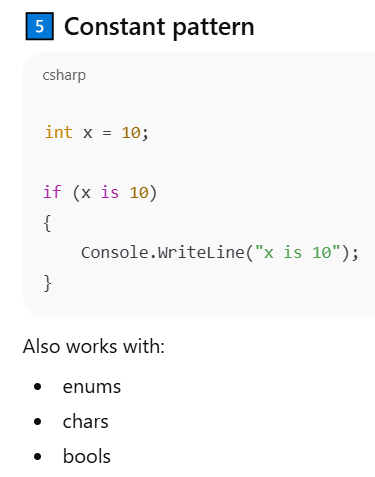 5 Constant pattern
csharp
int x = 10;
if (x is 10)
{
    Console.WriteLine("x is 10");
}
Also works with:
• enums
• chars
• bools